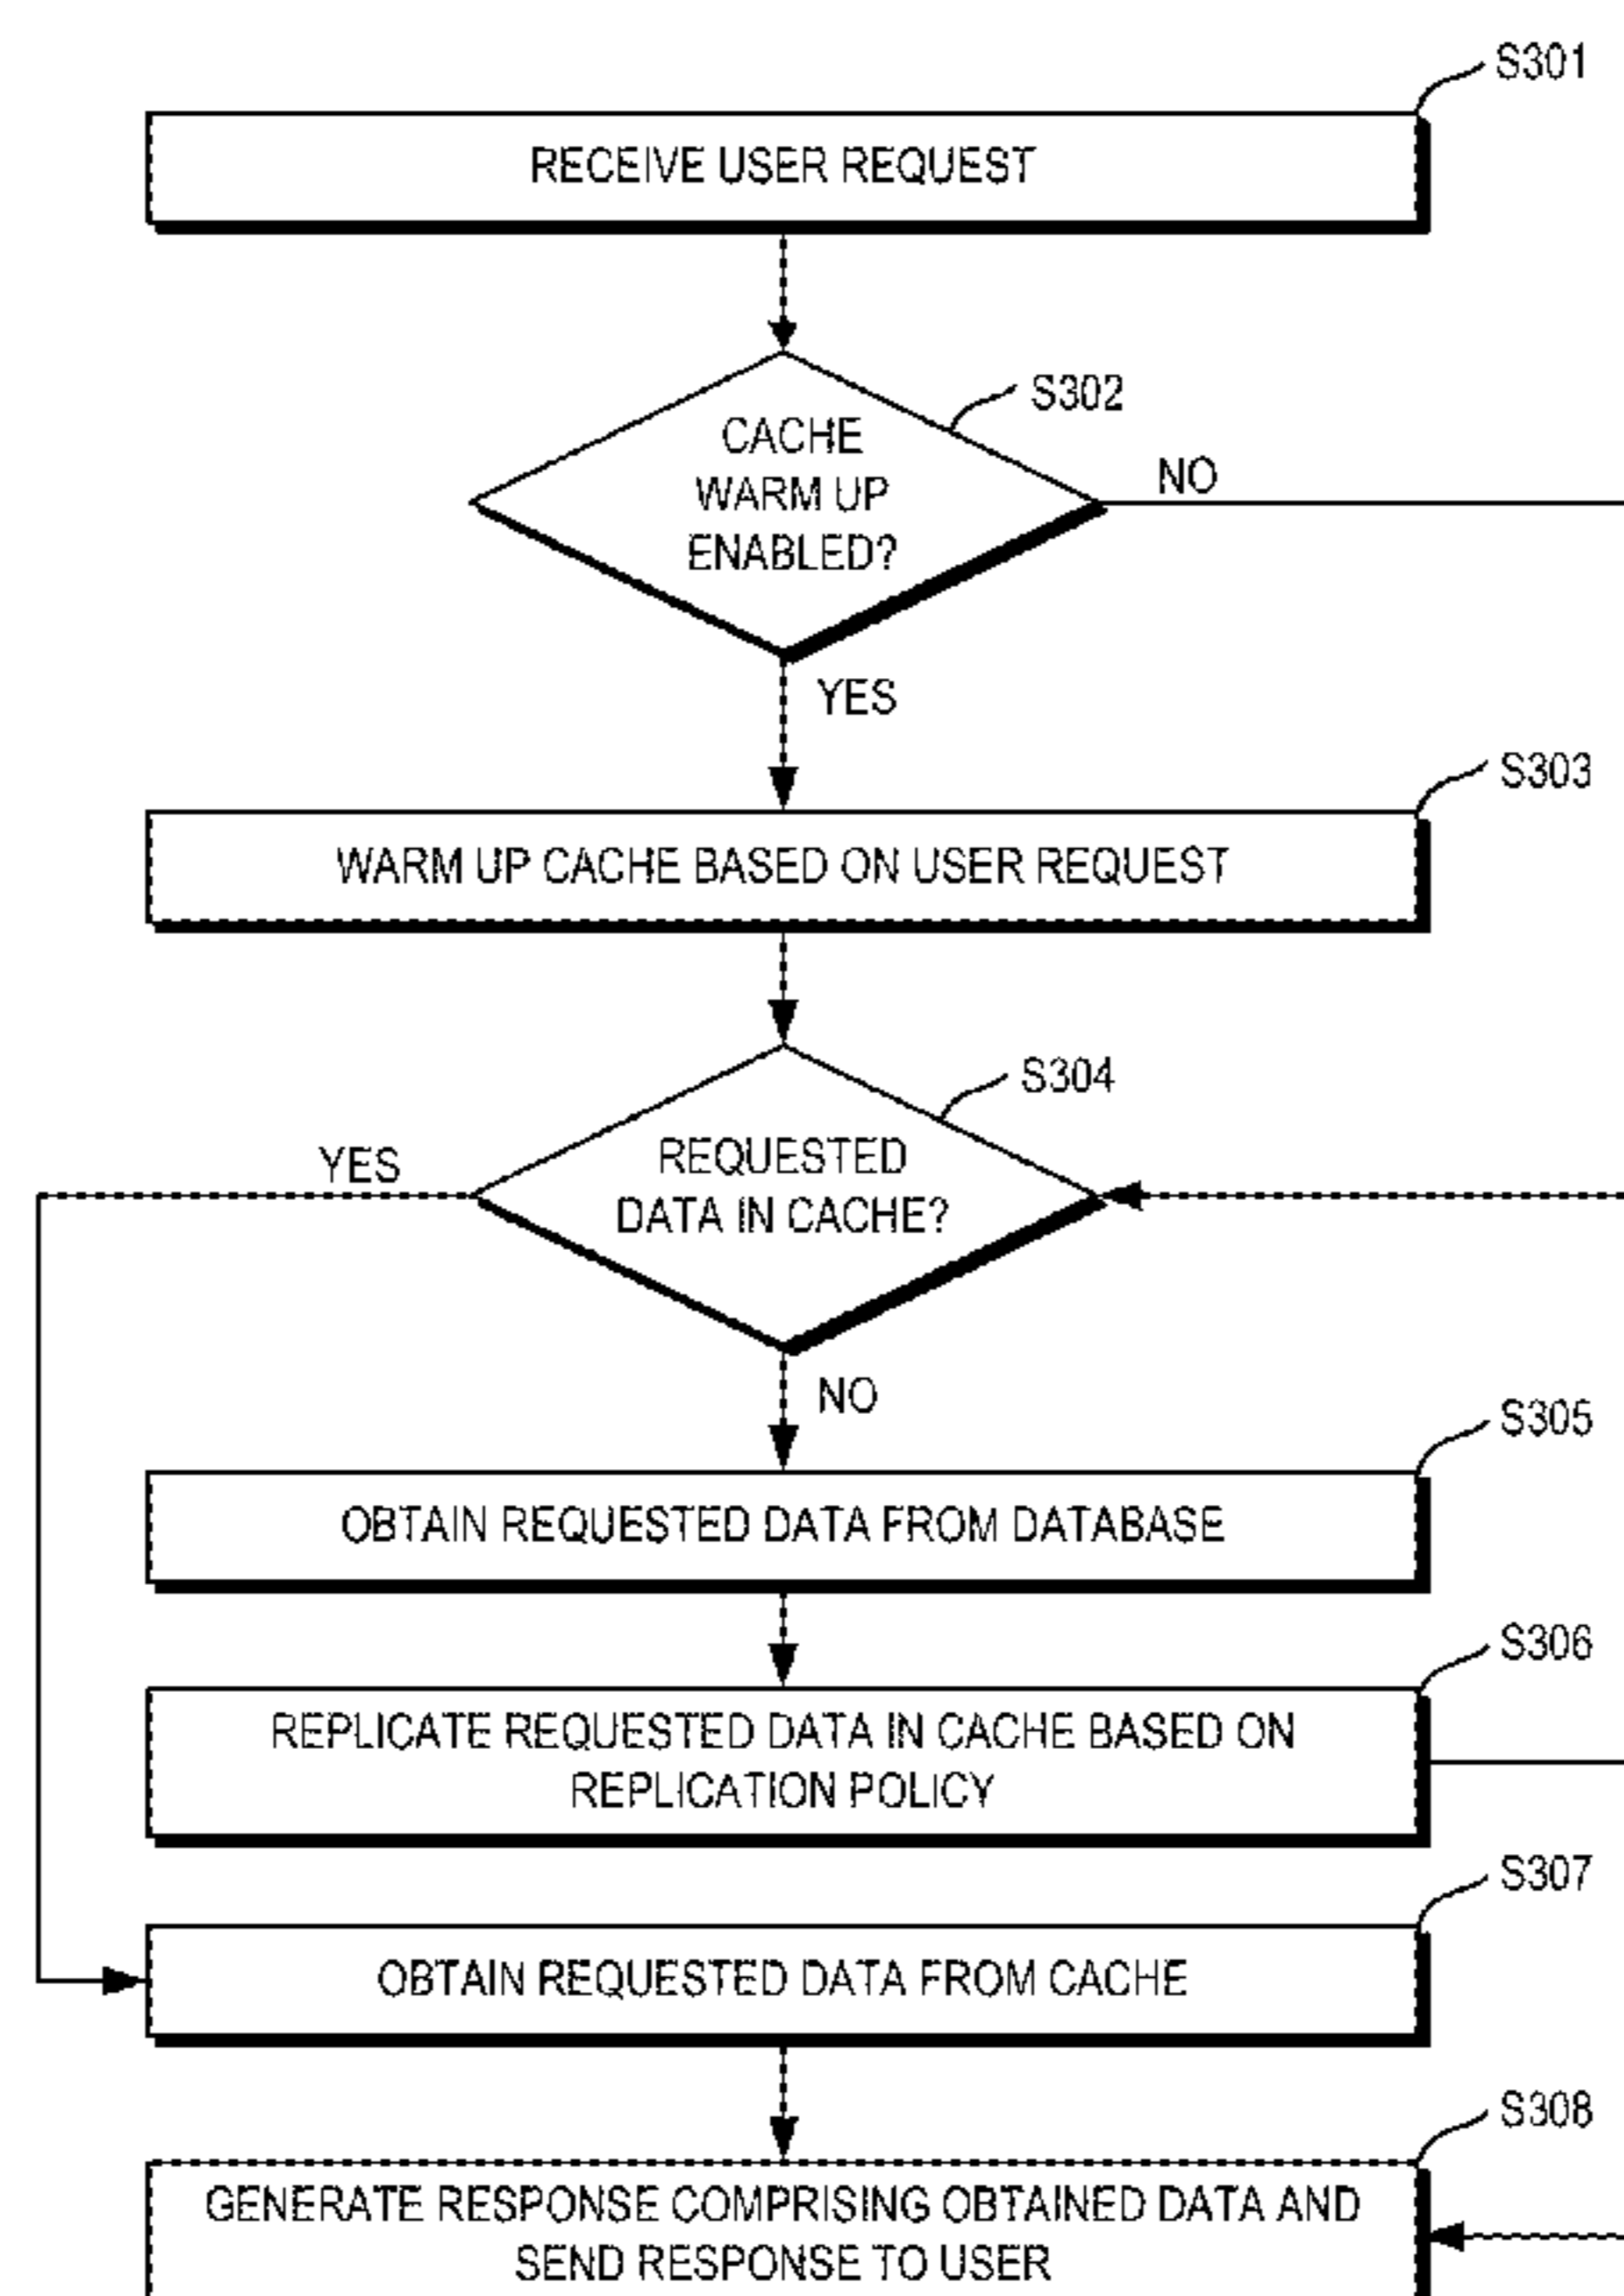 S301
RECEIVE USER REQUEST
S302
CACHE
WARM UP
ENABLED?
NO
YES
S303
WARM UP CACHE BASED ON USER REQUEST
S304
REQUESTED
DATA IN CACHE?
YES
NO
S305
OBTAIN REQUESTED DATA FROM DATABASE
S306
REPLICATE REQUESTED DATA IN CACHE BASED ON
REPLICATION POLICY
S307
OBTAIN REQUESTED DATA FROM CACHE
S308
GENERATE RESPONSE COMPRISING OBTAINED DATA AND
SEND RESPONSE TO USER